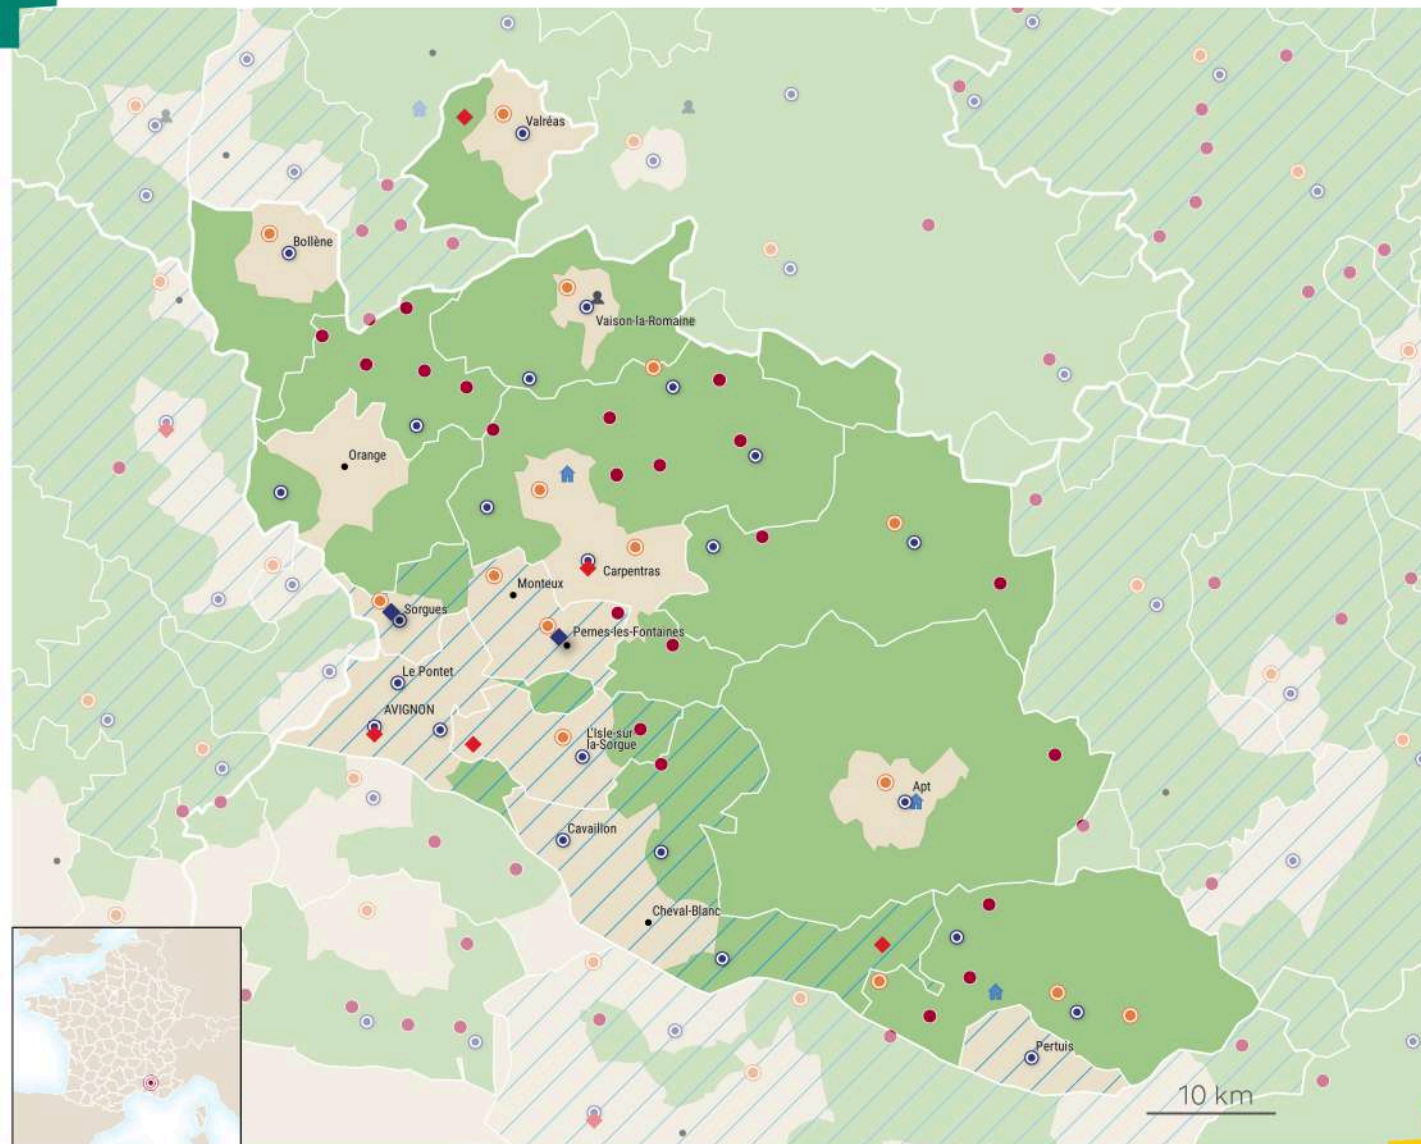 Valréas
Bollène
Vaison-la-Romaine
Orange
Carpentras
Monteux
Sorgues
Pernes-les-Fontaines
Le Pontet
AVIGNON
L'Isle-sur
la-Sorgue
Apt
Cavaillon
Cheval-Blanc
Pertuis
10 km